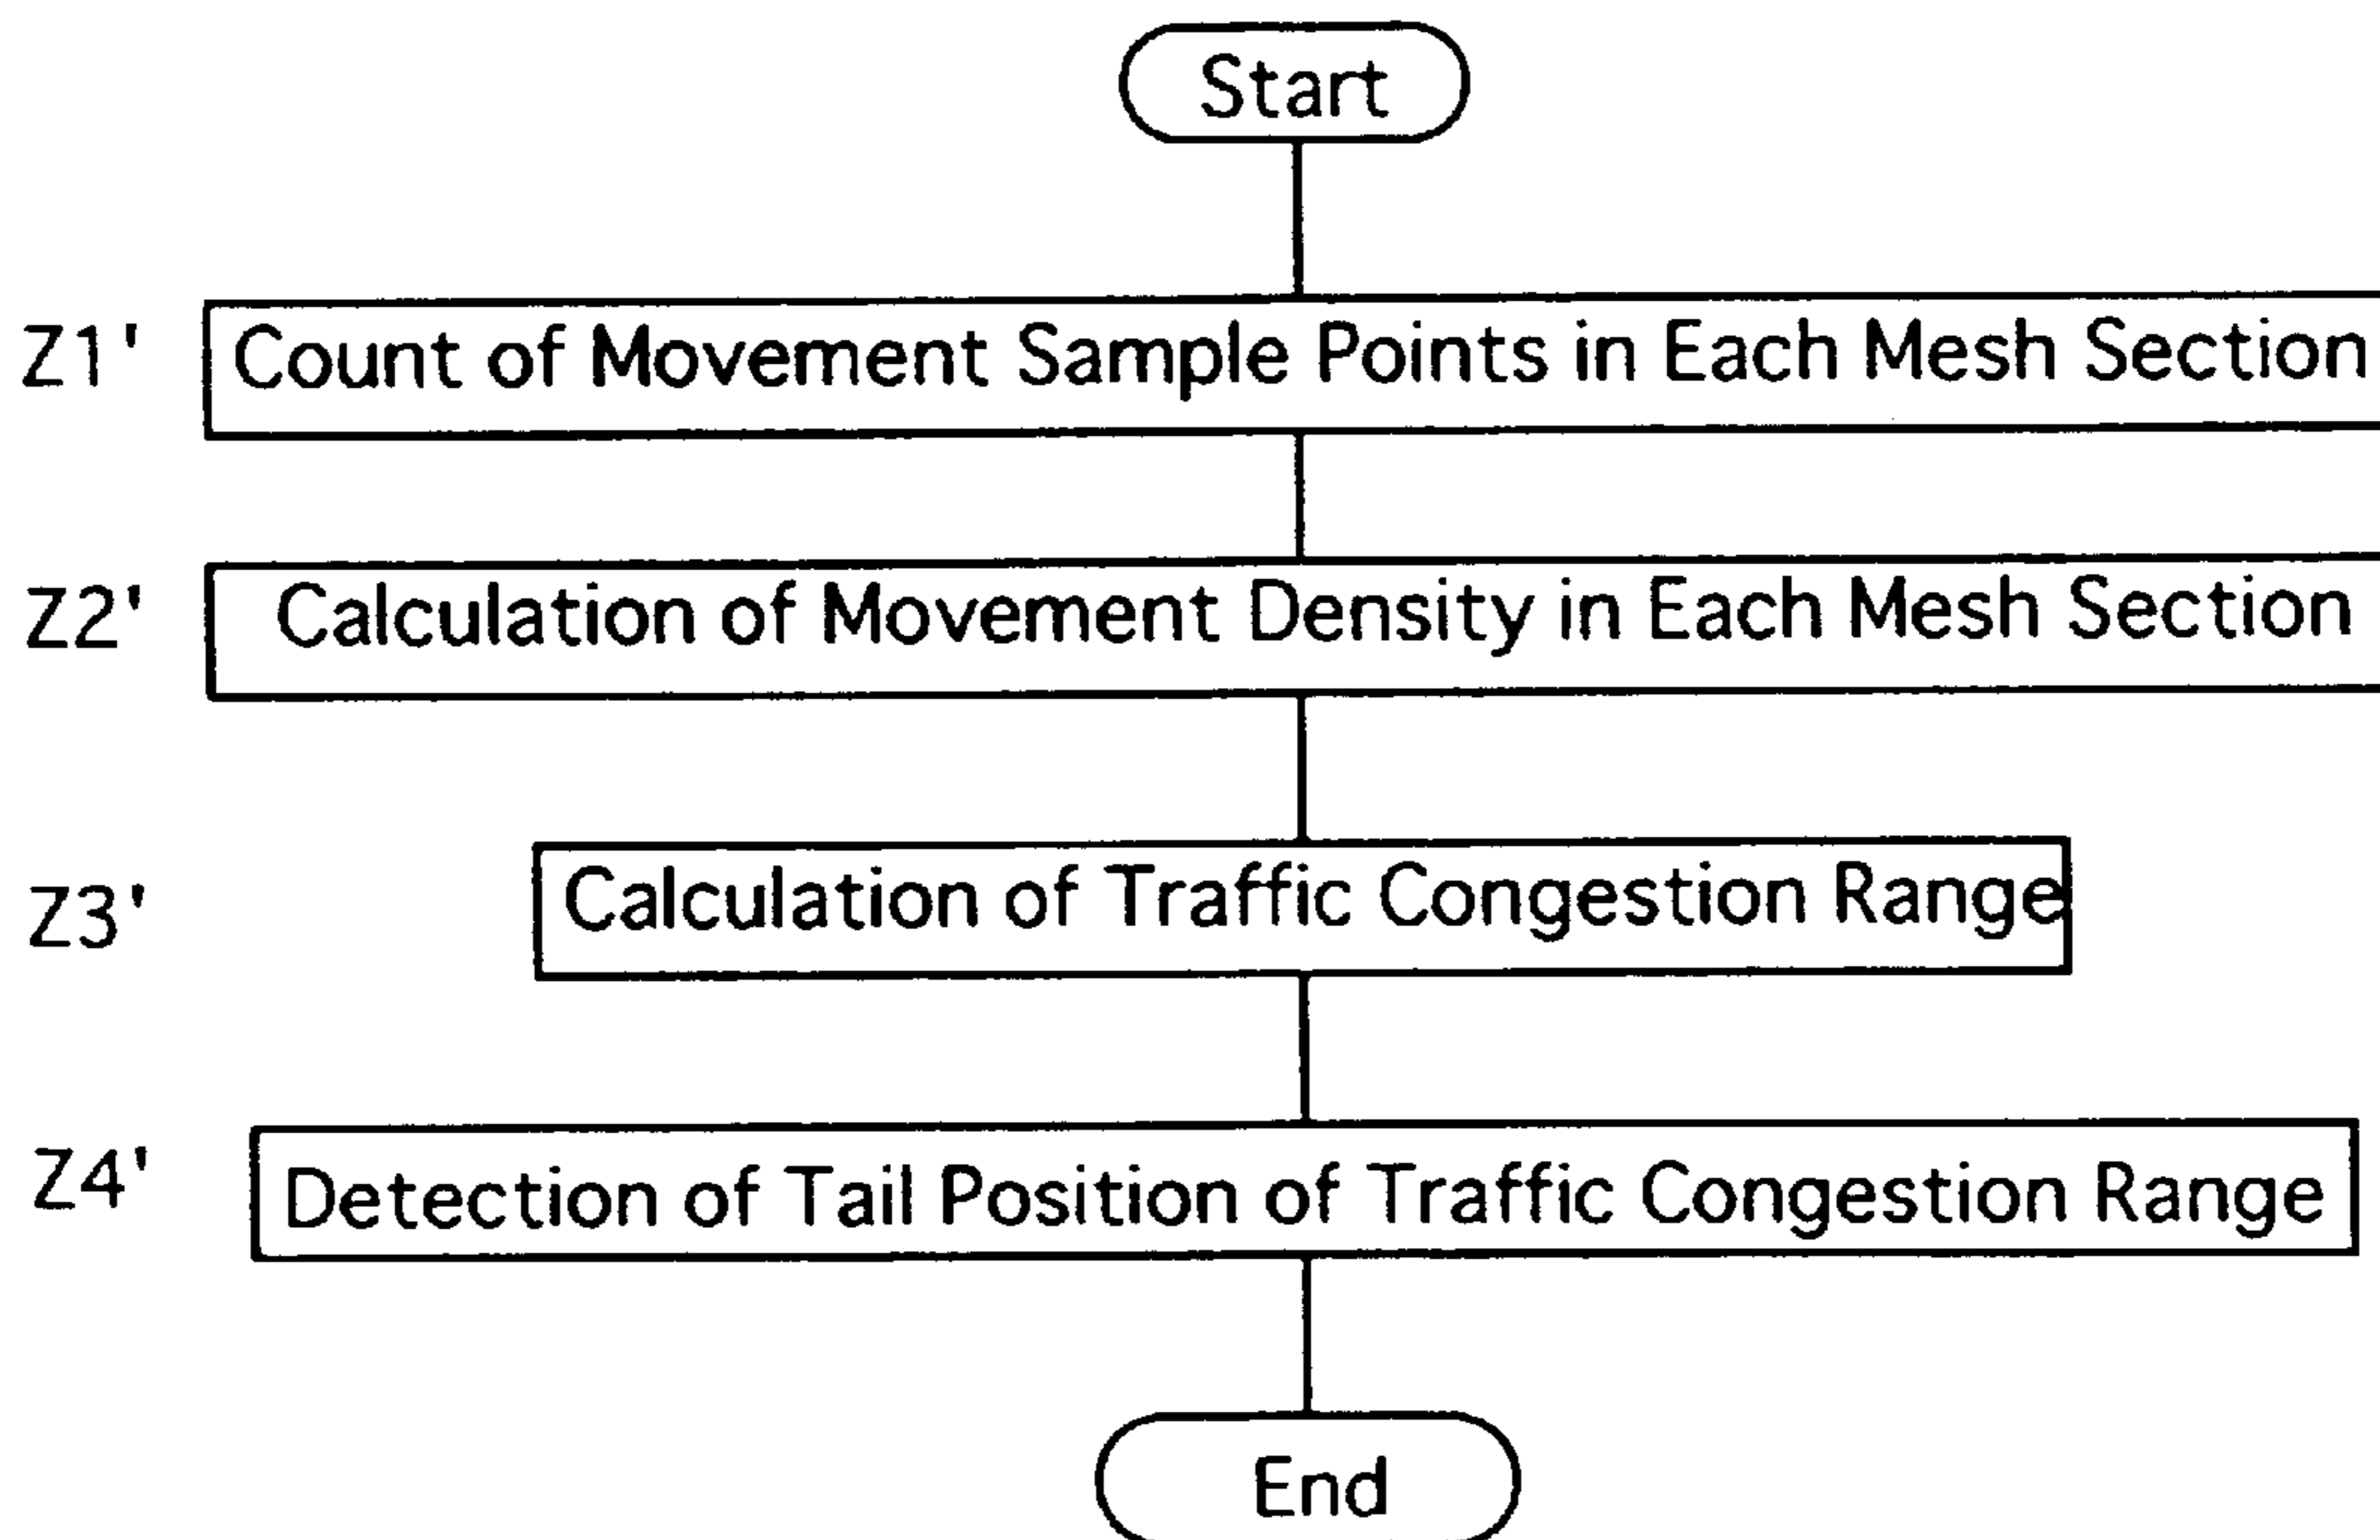 Start
Z1' Count of Movement Sample Points in Each Mesh Section
Z2' Calculation of Movement Density in Each Mesh Section
Z3' Calculation of Traffic Congestion Range
Z4' Detection of Tail Position of Traffic Congestion Range
End